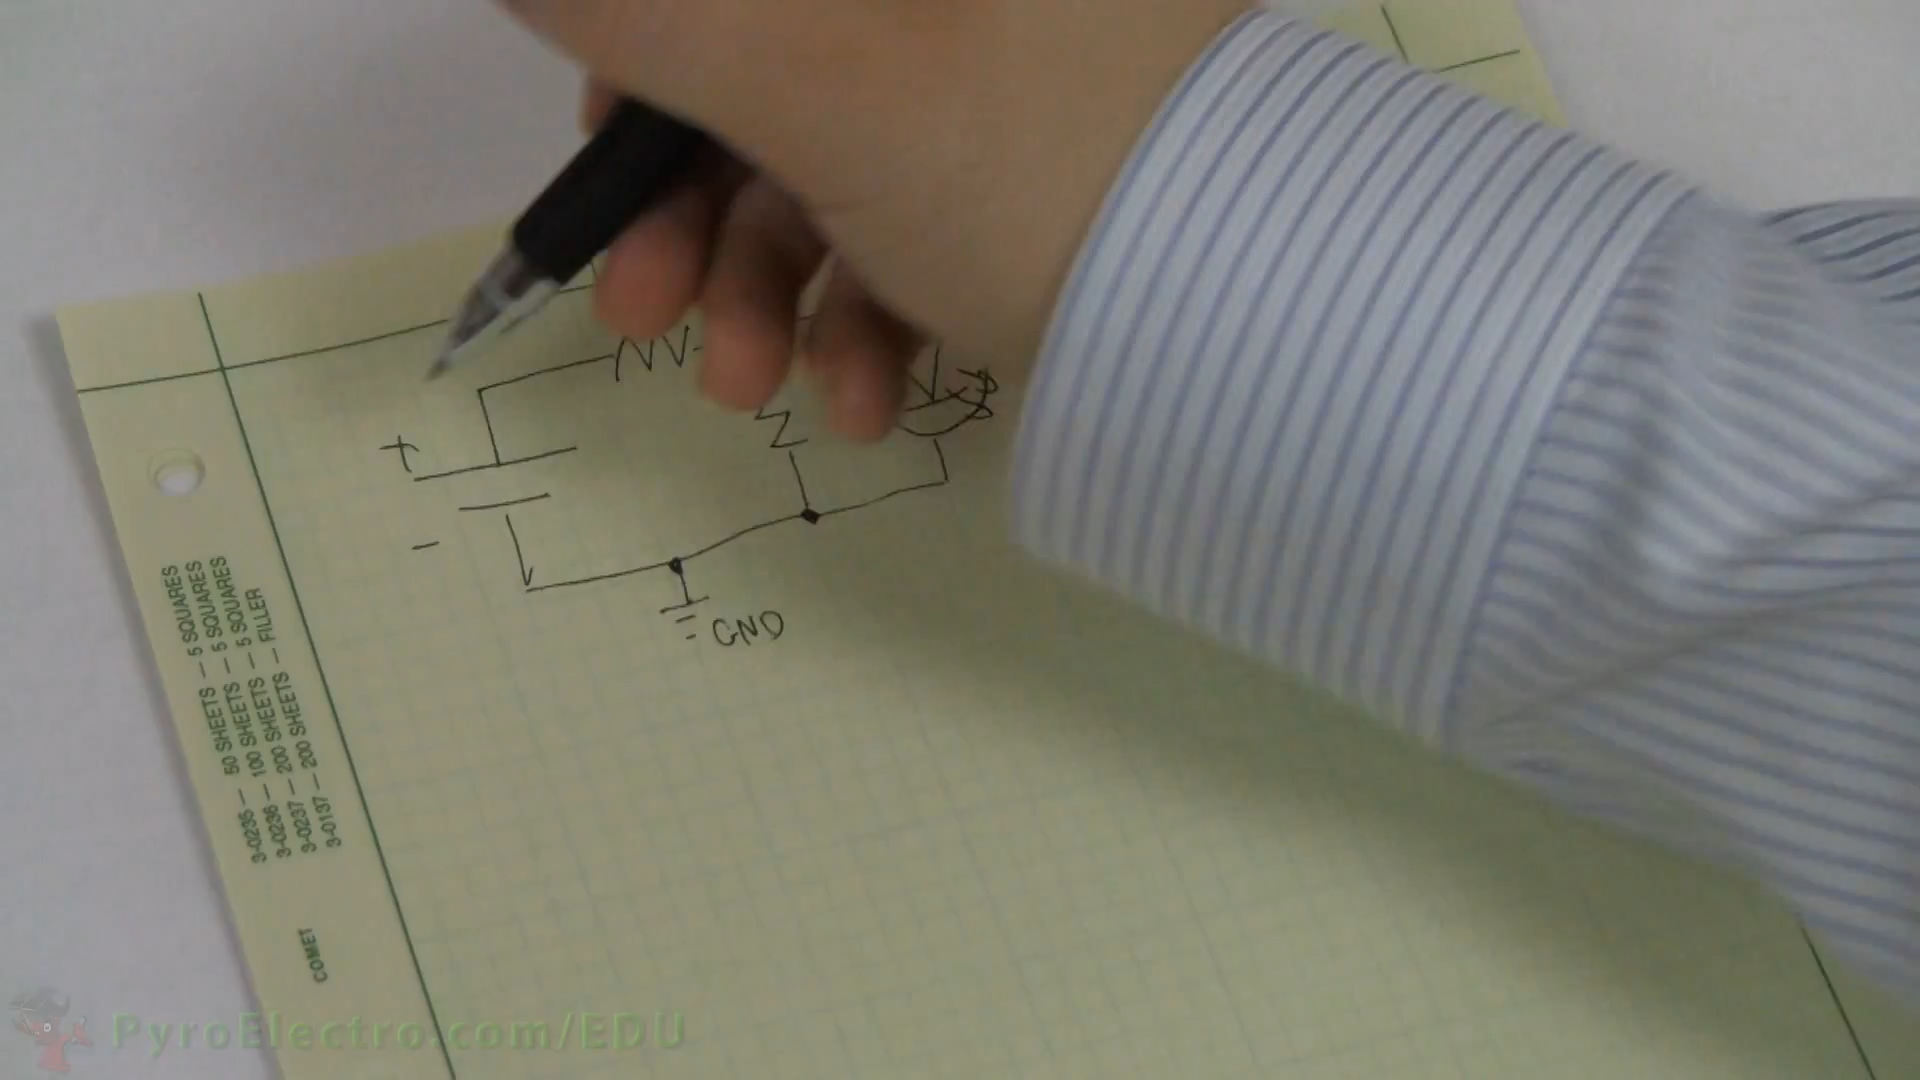 +
-
GND
3-0235 — 50 SHEETS — 5 SQUARES
3-0236 — 100 SHEETS — 5 SQUARES
3-0237 — 200 SHEETS — 5 SQUARES
3-0137 — 200 SHEETS — FILLER
COMET
PyroElectro.com/EDU